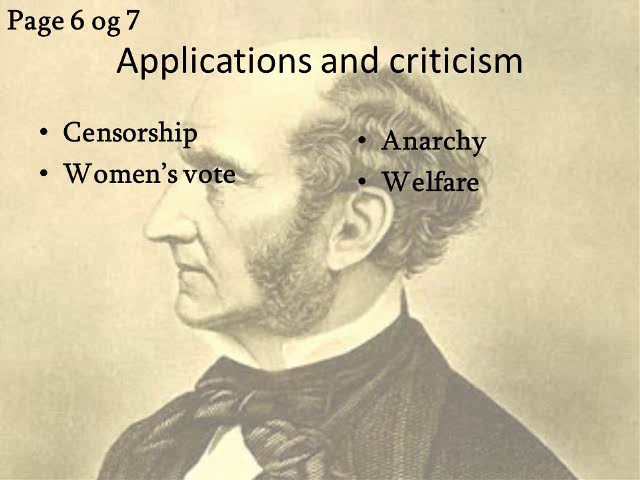 Page 6 og 7
Applications and criticism
• Censorship
• Women's vote
• Anarchy
• Welfare